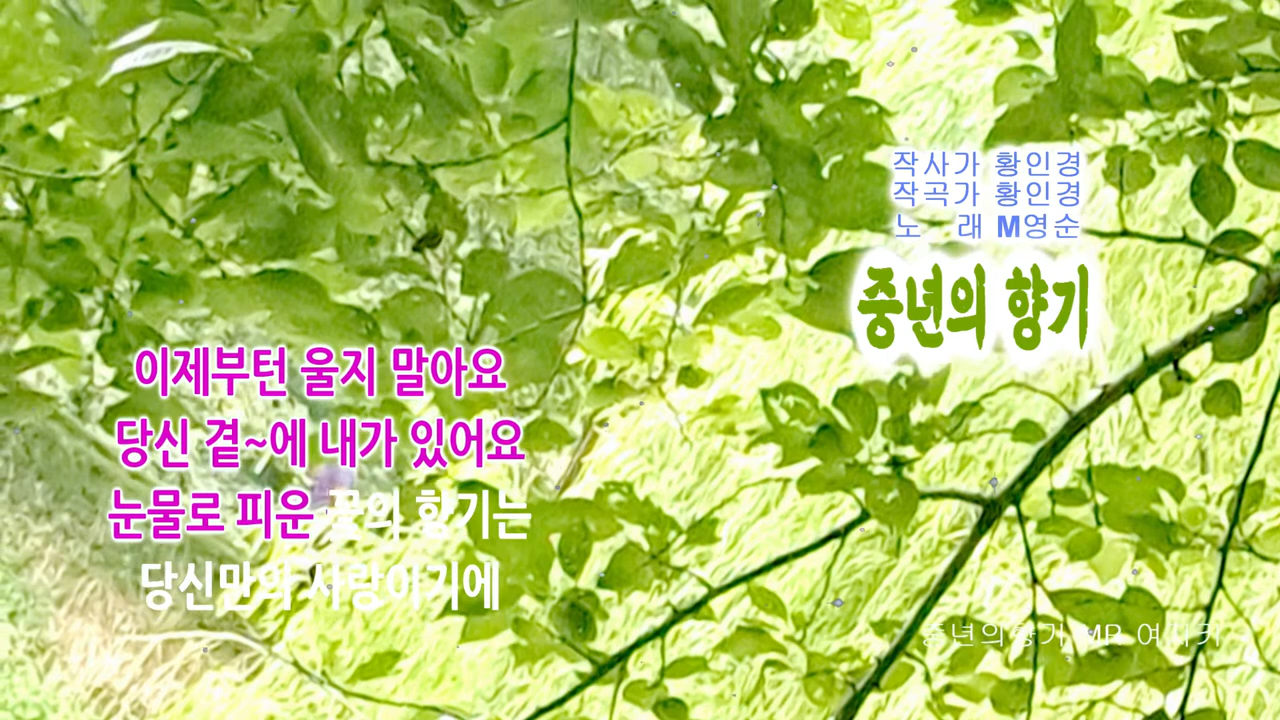 작사가 황인경
작곡가 황인경
노 래 M영순
중년의 향기
이제부턴 울지 말아요
당신 곁~에 내가 있어요
눈물로 피운 꽃의 향기는
당신만의 사랑이기에
중년의향기 MR